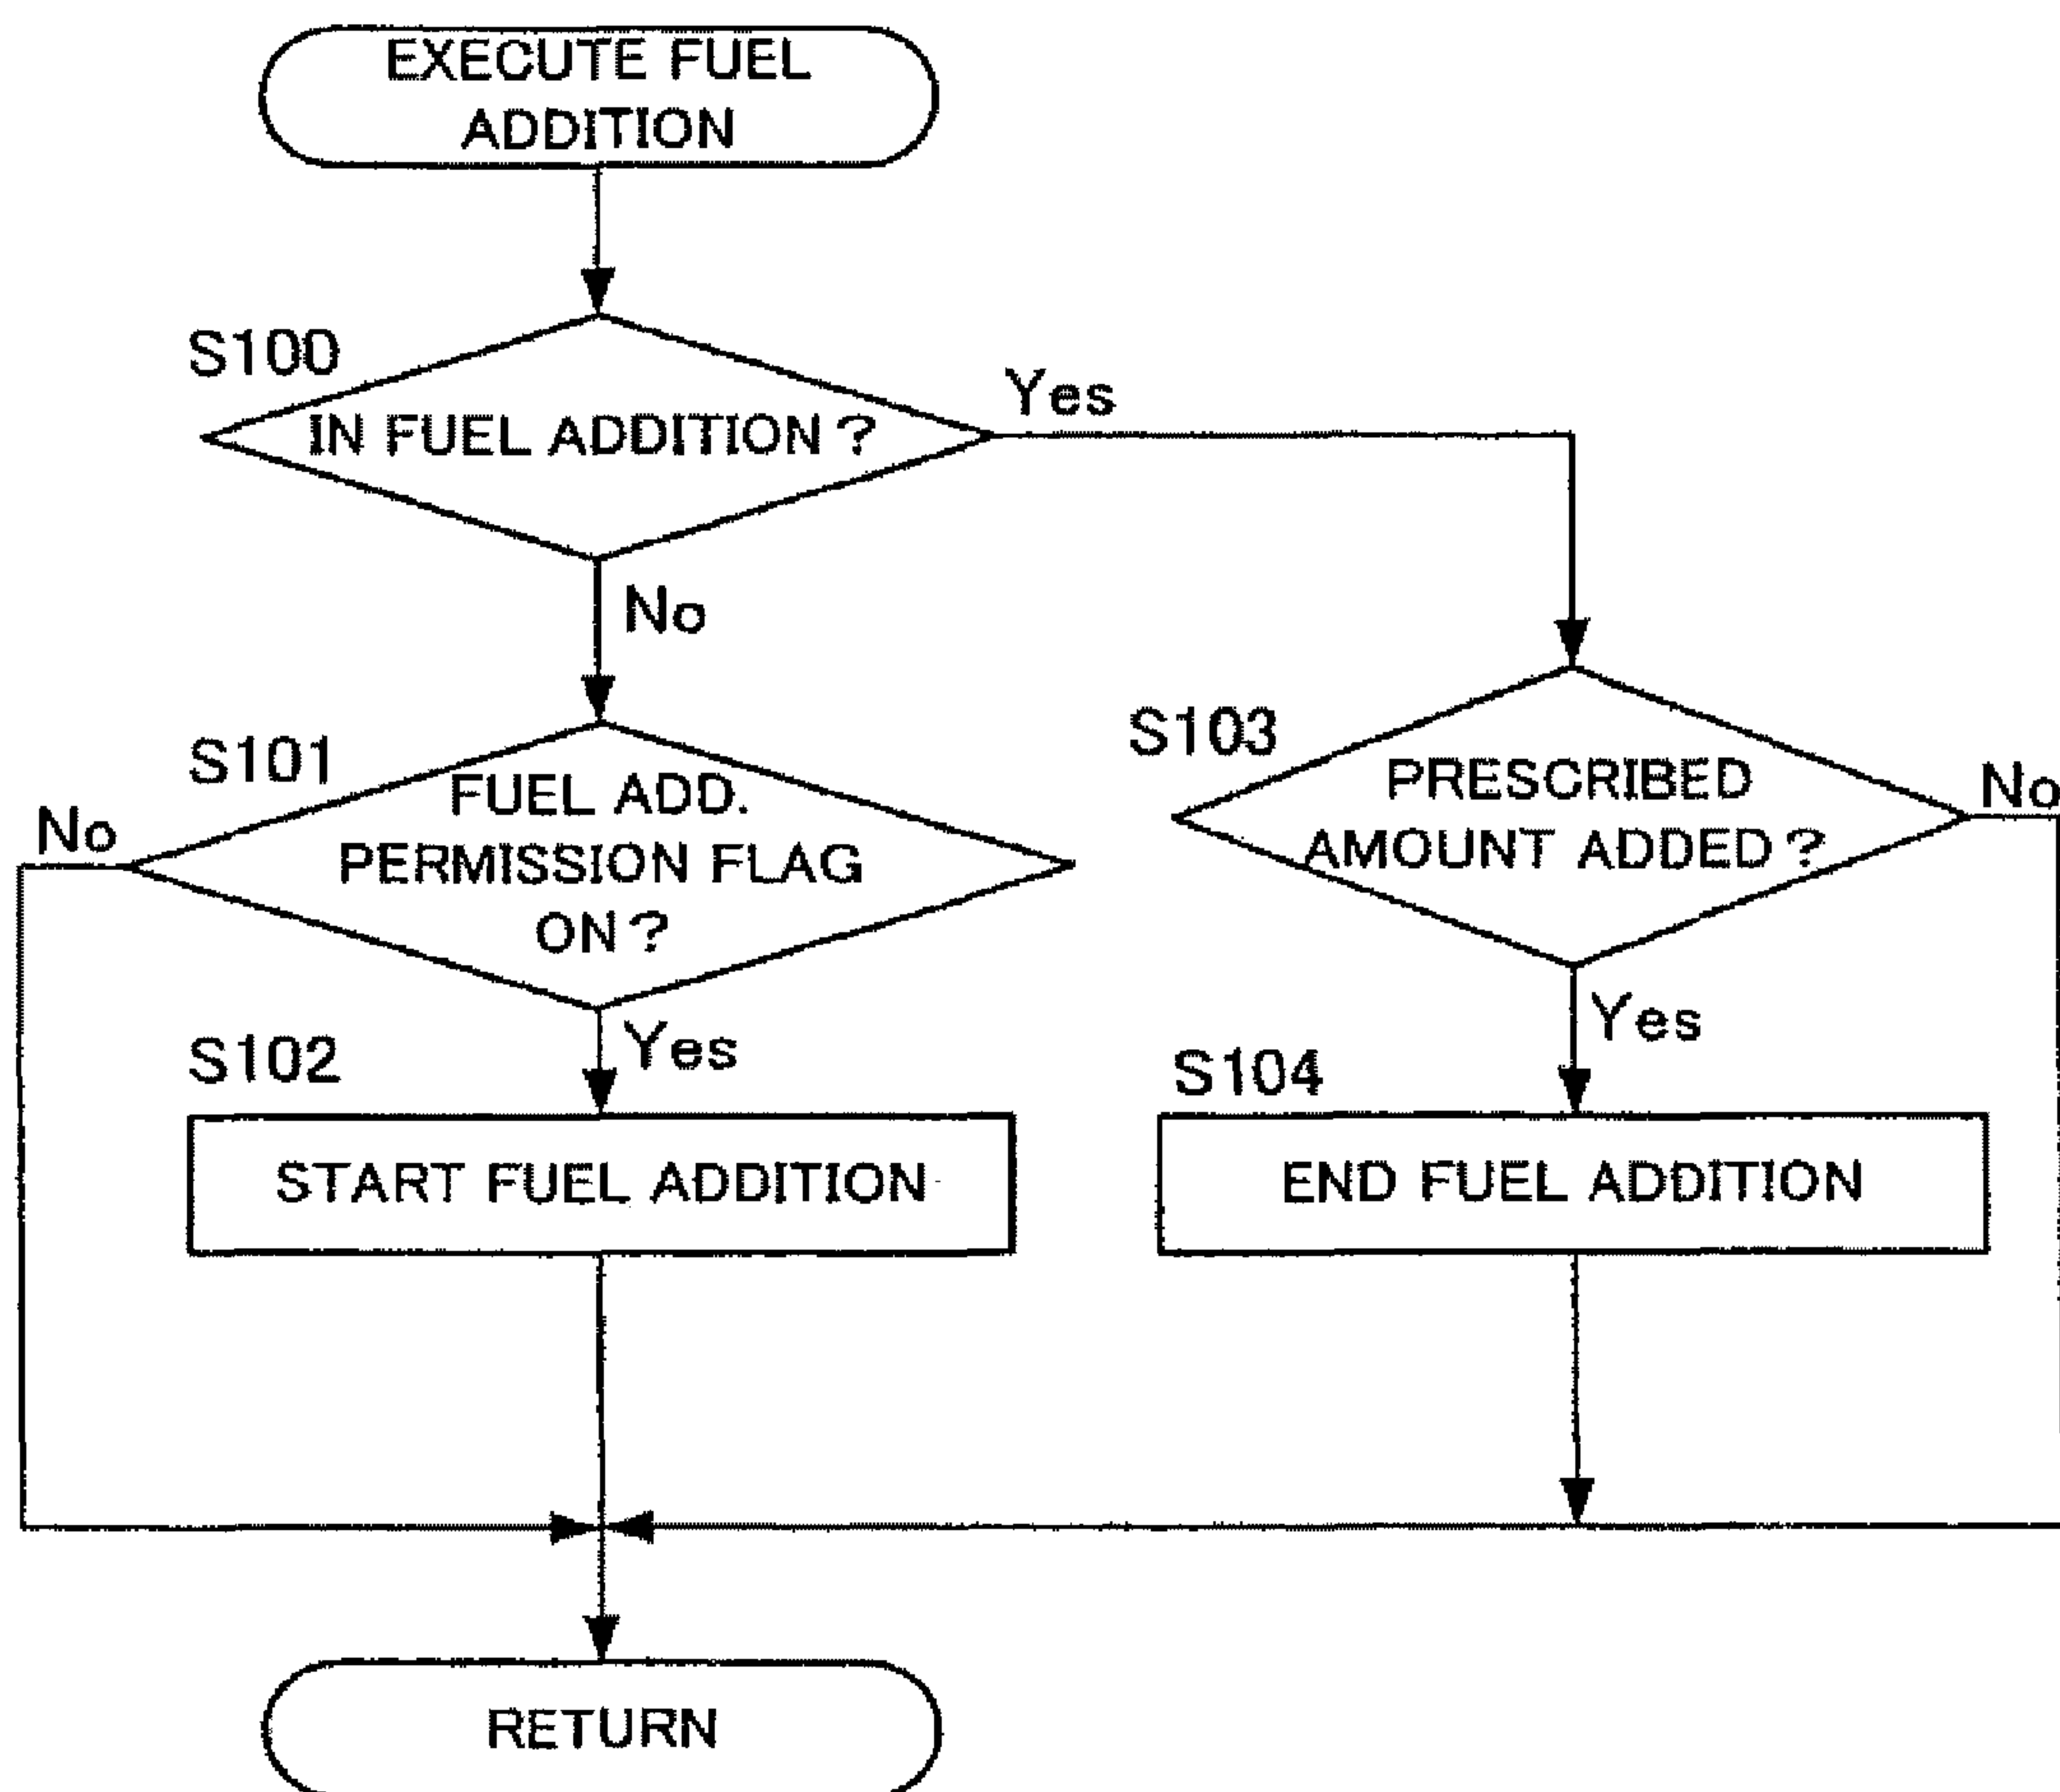 EXECUTE FUEL
ADDITION
S100
IN FUEL ADDITION?
Yes
No
S101
FUEL ADD.
PERMISSION FLAG
ON?
No
Yes
S103
PRESCRIBED
AMOUNT ADDED?
No
Yes
S102
START FUEL ADDITION
S104
END FUEL ADDITION
RETURN